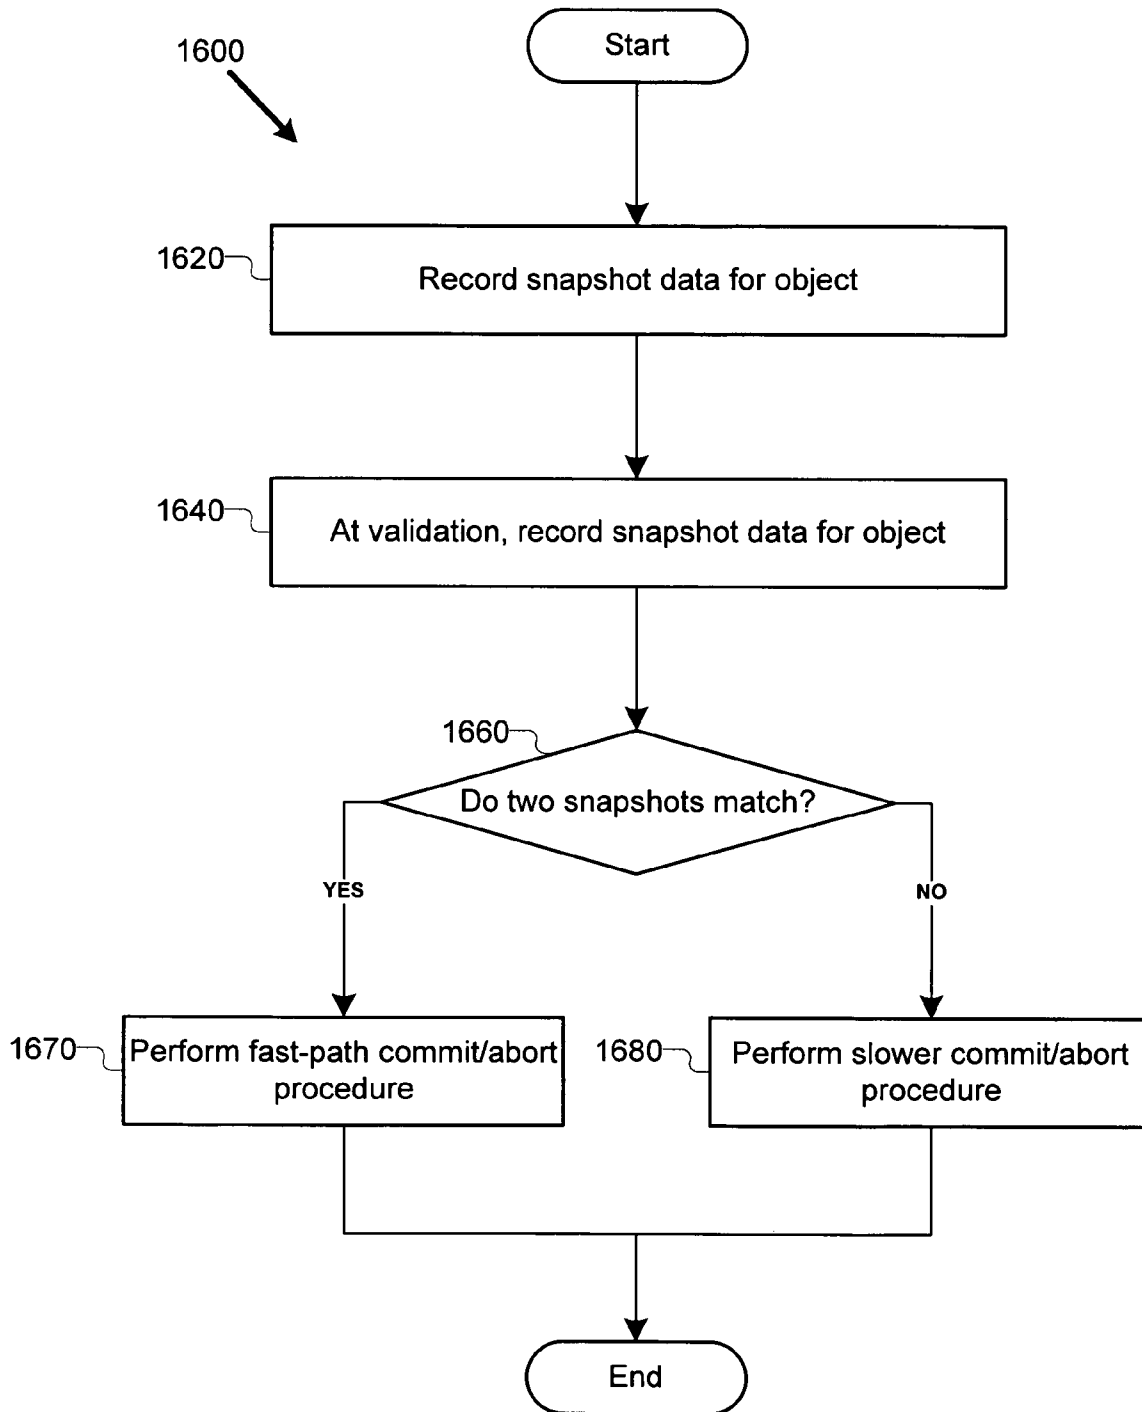 1600
Start
1620
Record snapshot data for object
1640
At validation, record snapshot data for object
1660
Do two snapshots match?
YES
NO
1670
Perform fast-path commit/abort
procedure
1680
Perform slower commit/abort
procedure
End